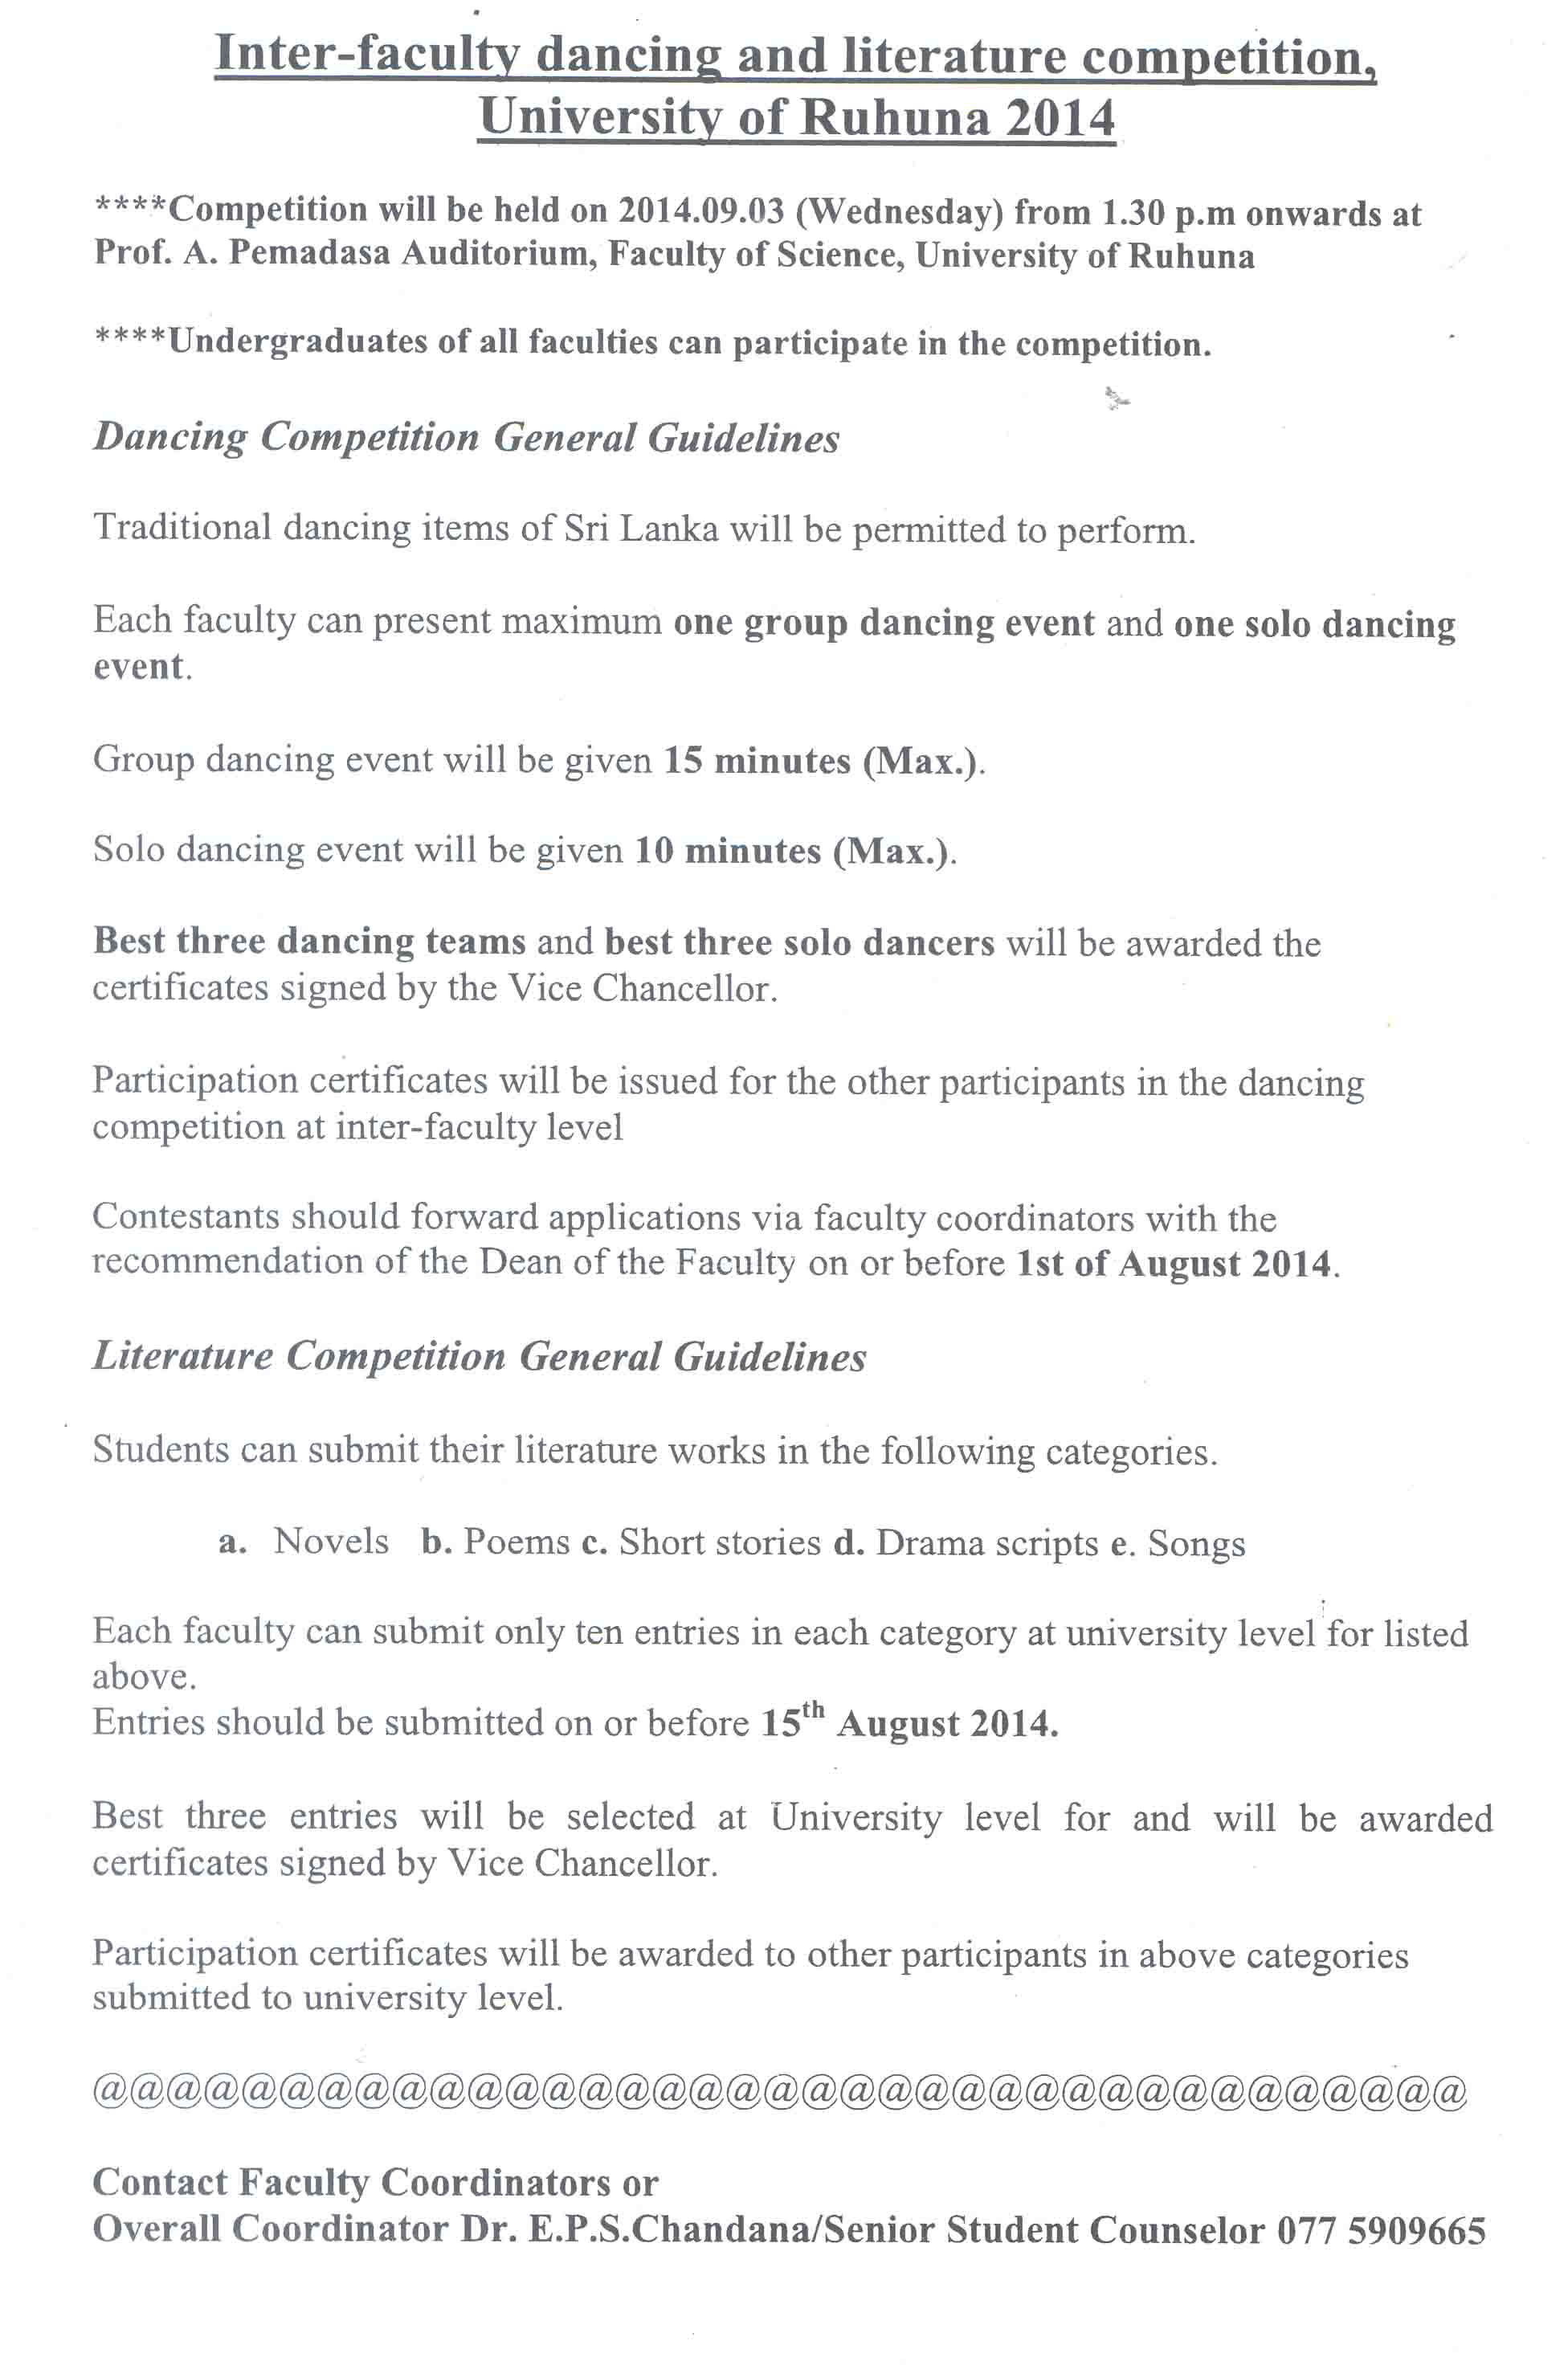 Inter-faculty dancing and literature competition,
University of Ruhuna 2014
****Competition will be held on 2014.09.03 (Wednesday) from 1.30 p.m onwards at
Prof. A. Pemadasa Auditorium, Faculty of Science, University of Ruhuna
****Undergraduates of all faculties can participate in the competition.
Dancing Competition General Guidelines
Traditional dancing items of Sri Lanka will be permitted to perform.
Each faculty can present maximum one group dancing event and one solo dancing
event.
Group dancing event will be given 15 minutes (Max.).
Solo dancing event will be given 10 minutes (Max.).
Best three dancing teams and best three solo dancers will be awarded the
certificates signed by the Vice Chancellor.
Participation certificates will be issued for the other participants in the dancing
competition at inter-faculty level
Contestants should forward applications via faculty coordinators with the
recommendation of the Dean of the Faculty on or before 1st of August 2014.
Literature Competition General Guidelines
Students can submit their literature works in the following categories.
a. Novels b. Poems c. Short stories d. Drama scripts e. Songs
Each faculty can submit only ten entries in each category at university level for listed
above.
Entries should be submitted on or before 15th August 2014.
Best three entries will be selected at University level for and will be awarded
certificates signed by Vice Chancellor.
Participation certificates will be awarded to other participants in above categories
submitted to university level.
@@@@@@@@@@@@@@@@@@@@@@@@@@@@@@@@@@@@@
Contact Faculty Coordinators or
Overall Coordinator Dr. E.P.S.Chandana/Senior Student Counselor 077 5909665